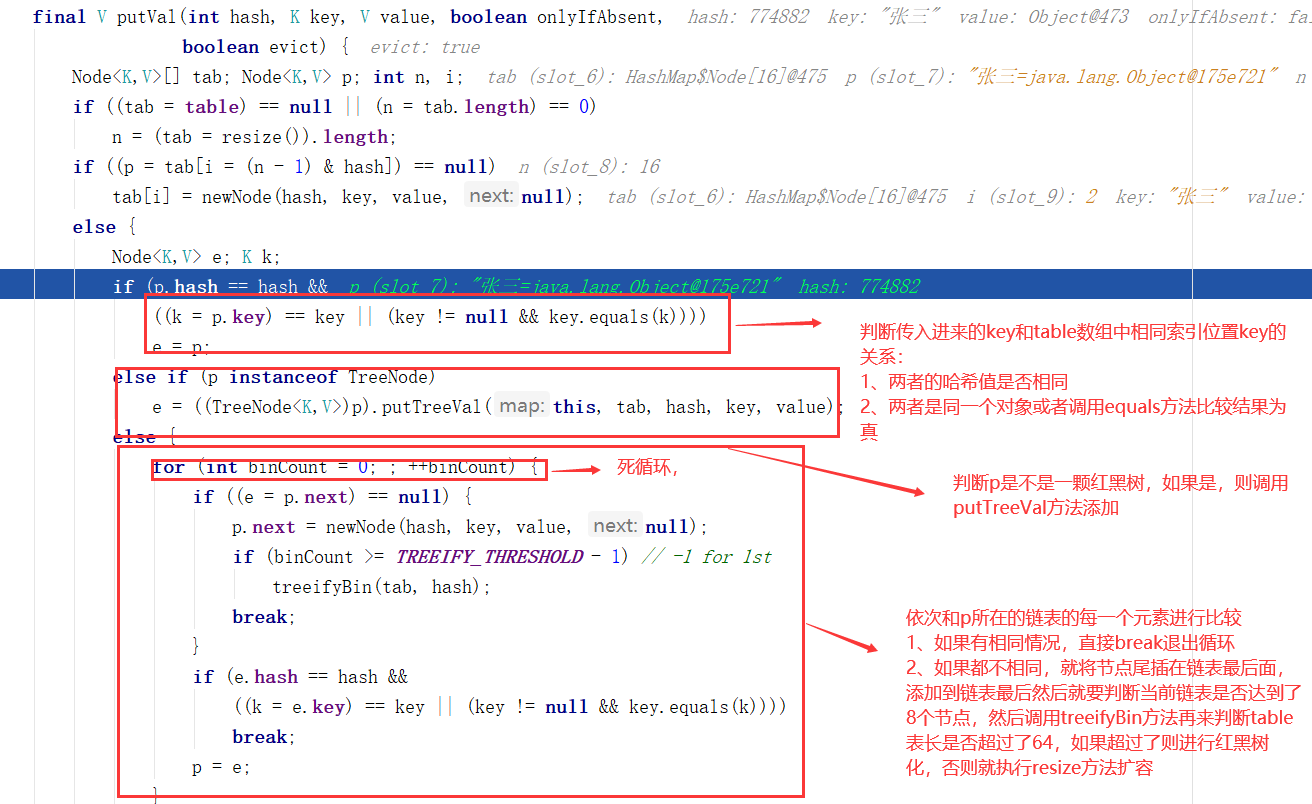 final V putVal(int hash, K key, V value, boolean onlyIfAbsent,  hash: 774882  key: "张三"  value: Object@473  onlyIfAbsent: fal
boolean evict) {  evict: true
Node<K,V>[] tab; Node<K,V> p; int n, i;  tab (slot_6): HashMap$Node[16]@475  p (slot_7): "张三=java.lang.Object@175e721"  n
if ((tab = table) == null || (n = tab.length) == 0)
n = (tab = resize()).length;
if ((p = tab[i = (n - 1) & hash]) == null)  n (slot_8): 16
tab[i] = newNode(hash, key, value, next: null);  tab (slot_6): HashMap$Node[16]@475  i (slot_9): 2  key: "张三"  value:
else {
Node<K,V> e; K k;
if (p.hash == hash &&  p (slot_7): "张三=java.lang.Object@175e721"  hash: 774882
((k = p.key) == key || (key != null && key.equals(k))))
e = p;
else if (p instanceof TreeNode)
e = ((TreeNode<K,V>)p).putTreeVal( map: this, tab, hash, key, value);
else {
for (int binCount = 0; ; ++binCount) {
if ((e = p.next) == null) {
p.next = newNode(hash, key, value, next: null);
if (binCount >= TREEIFY_THRESHOLD - 1) // -1 for 1st
treeifyBin(tab, hash);
break;
}
if (e.hash == hash &&
((k = e.key) == key || (key != null && key.equals(k))))
break;
p = e;
}
判断传入进来的key和table数组中相同索引位置key的
关系：
1、两者的哈希值是否相同
2、两者是同一个对象或者调用equals方法比较结果为
真
死循环，
判断p是不是一颗红黑树，如果是，则调用
putTreeVal方法添加
依次和p所在的链表的每一个元素进行比较
1、如果有相同情况，直接break退出循环
2、如果都不相同，就将节点尾插在链表最后面，
添加到链表最后然后就要判断当前链表是否达到了
8个节点，然后调用treeifyBin方法再来判断table
表长是否超过了64，如果超过了则进行红黑树
化，否则就执行resize方法扩容